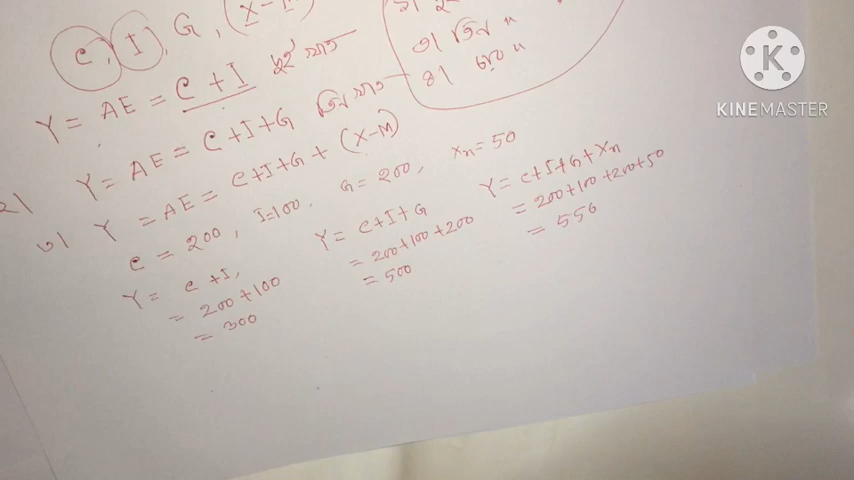 C, I, G, (X-M)
Y = AE = C + I দুই খাত
৩। তিন "
৪। চার "
Y = AE = C+I+G তিন খাত
২।
৩। Y = AE = C+I+G + (X-M)
C = 200, I=100, G=200, Xn=50
Y = C+I,
= 200+100
= 300
Y = C+I+G
= 200+100+200
= 500
Y = C+I+G+Xn
= 200+100+200+50
= 550
KINEMASTER